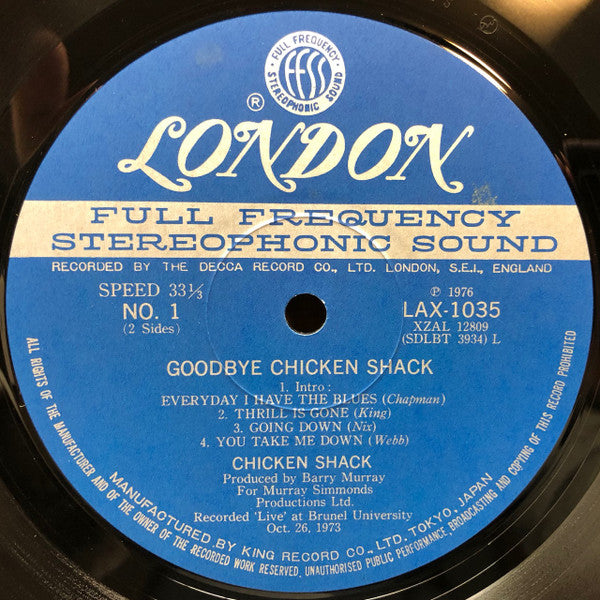 FULL FREQUENCY
FFSS
STEREOPHONIC SOUND
®
LONDON
FULL FREQUENCY
STEREOPHONIC SOUND
RECORDED BY THE DECCA RECORD CO., LTD. LONDON, S.E.I., ENGLAND
SPEED 33⅓
NO. 1
(2 Sides)
℗ 1976
LAX-1035
XZAL 12809
(SDLBT 3934) L
GOODBYE CHICKEN SHACK
1. Intro:
EVERYDAY I HAVE THE BLUES (Chapman)
2. THRILL IS GONE (King)
3. GOING DOWN (Nix)
4. YOU TAKE ME DOWN (Webb)
CHICKEN SHACK
Produced by Barry Murray
For Murray Simmonds
Productions Ltd.
Recorded 'Live' at Brunel University
Oct. 26, 1973
MANUFACTURED BY KING RECORD CO., LTD. TOKYO, JAPAN
ALL RIGHTS OF THE MANUFACTURER AND OF THE OWNER OF THE RECORDED WORK RESERVED. UNAUTHORISED PUBLIC PERFORMANCE, BROADCASTING AND COPYING OF THIS RECORD PROHIBITED